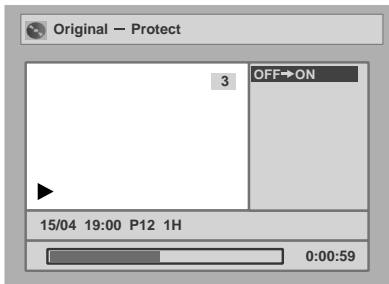 Original – Protect
3
OFF➔ON
15/04 19:00 P12 1H
0:00:59